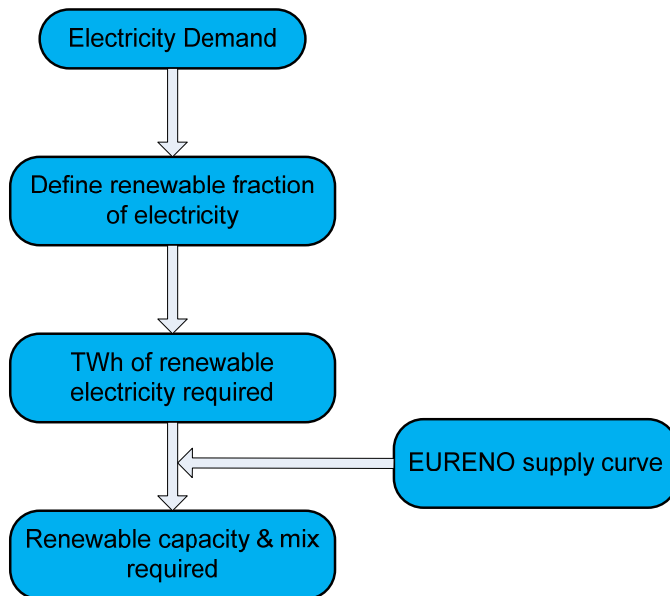 Electricity Demand
Define renewable fraction
of electricity
TWh of renewable
electricity required
EURENO supply curve
Renewable capacity & mix
required